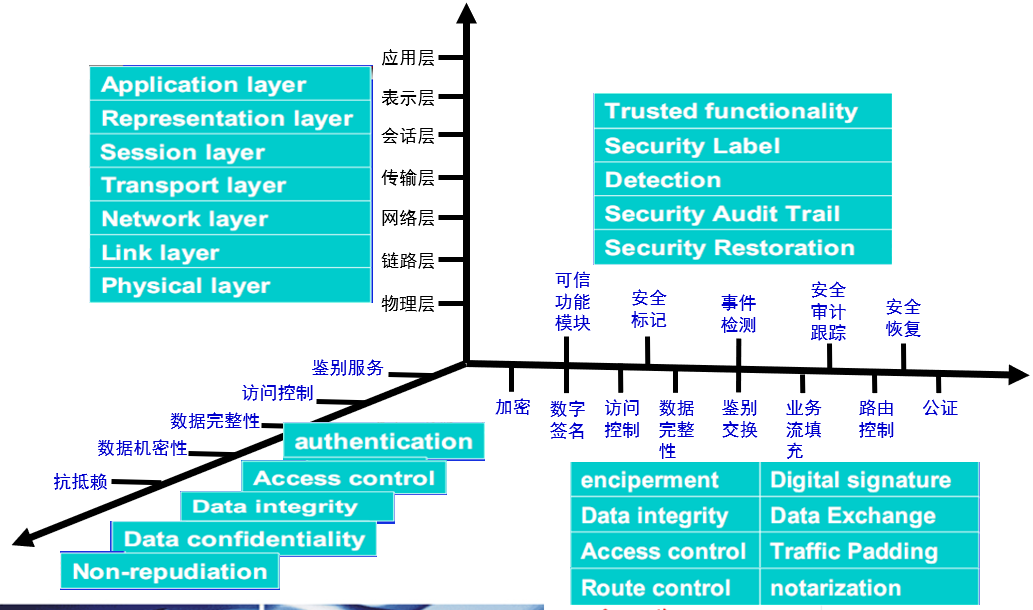 应用层
表示层
会话层
传输层
网络层
链路层
物理层
Application layer
Representation layer
Session layer
Transport layer
Network layer
Link layer
Physical layer
Trusted functionality
Security Label
Detection
Security Audit Trail
Security Restoration
可信
功能
模块
安全
标记
事件
检测
安全
审计
跟踪
安全
恢复
加密
数字
签名
访问
控制
数据
完整
性
鉴别
交换
业务
流填
充
路由
控制
公证
鉴别服务
访问控制
数据完整性
数据机密性
抗抵赖
authentication
Access control
Data integrity
Data confidentiality
Non-repudiation
enciperment
Digital signature
Data integrity
Data Exchange
Access control
Traffic Padding
Route control
notarization